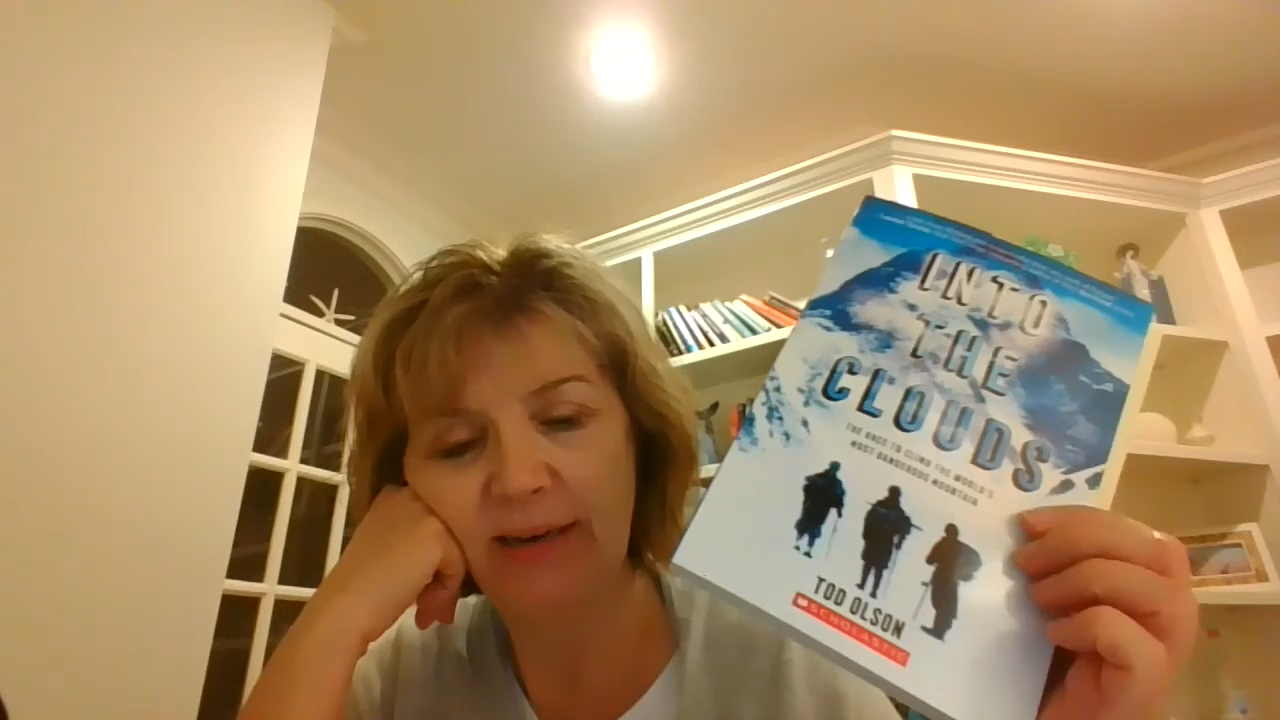 INTO
THE
CLOUDS
THE RACE TO CLIMB THE WORLD'S
MOST DANGEROUS MOUNTAIN
TOD OLSON
SCHOLASTIC